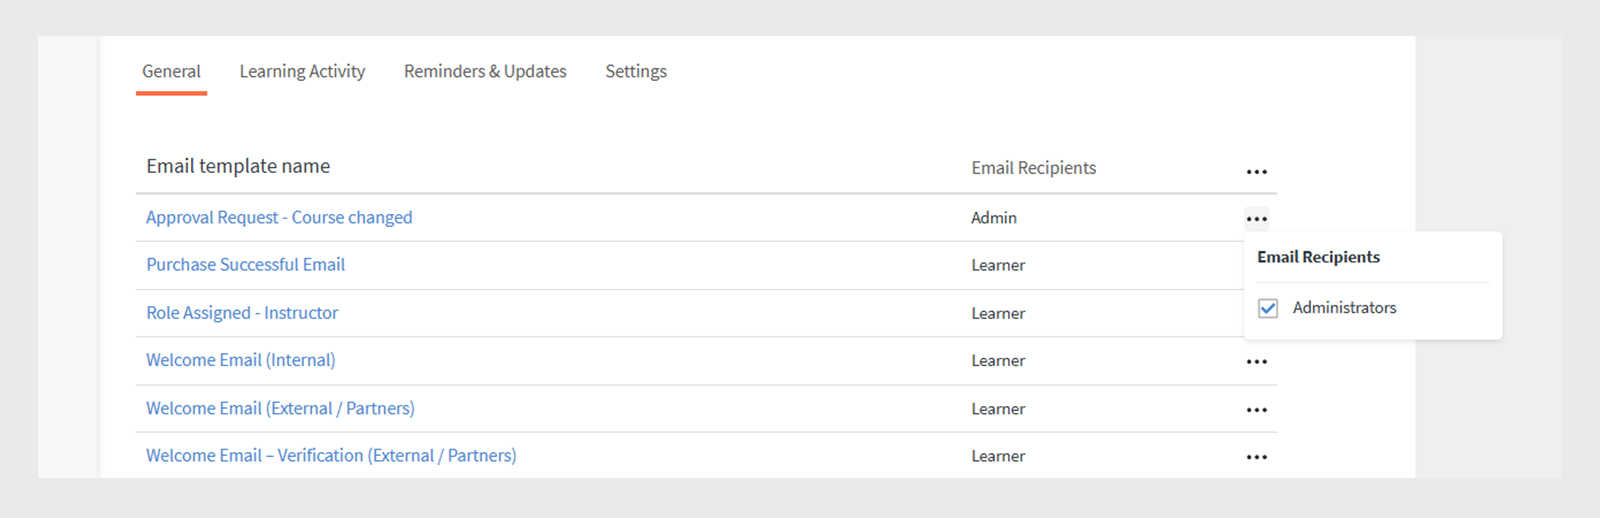 General Learning Activity Reminders & Updates Settings
Email template name Email Recipients
Approval Request - Course changed Admin
Email Recipients
Purchase Successful Email Learner
Administrators
Role Assigned - Instructor Learner
Welcome Email (Internal) Learner
Welcome Email (External / Partners) Learner
Welcome Email – Verification (External / Partners) Learner